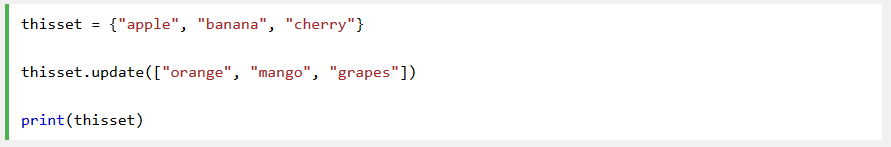 thisset = {"apple", "banana", "cherry"}
thisset.update(["orange", "mango", "grapes"])
print(thisset)